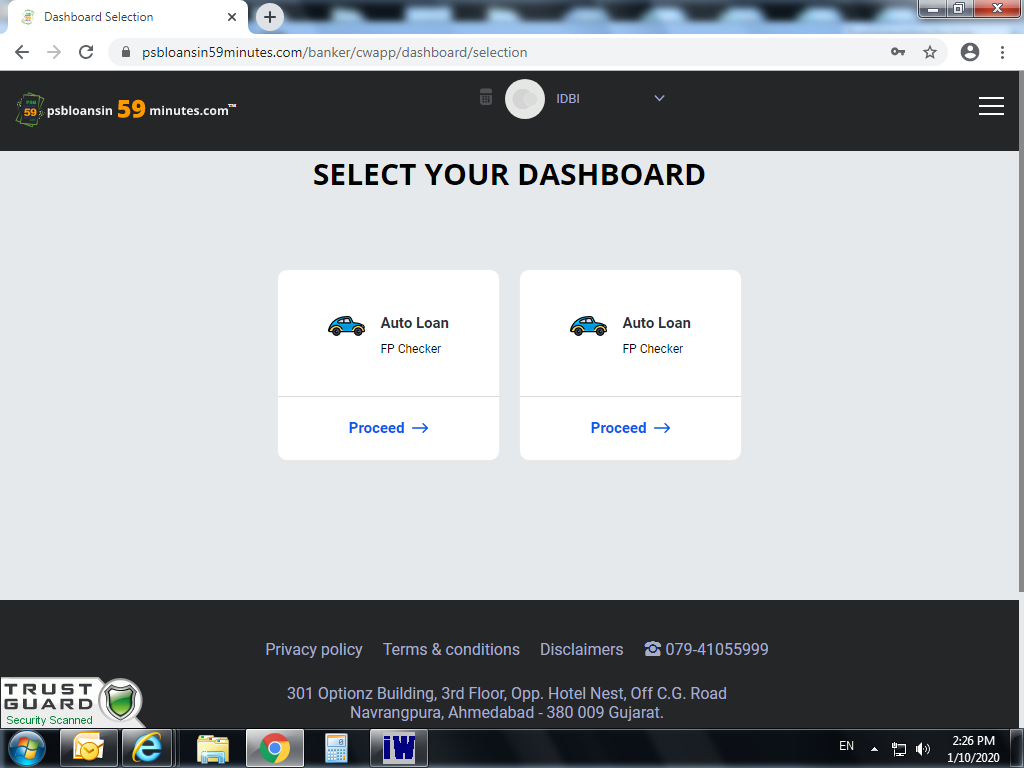 Dashboard Selection
psbloansin59minutes.com/banker/cwapp/dashboard/selection
PSB
59
psbloansin 59 minutes.com™
IDBI
SELECT YOUR DASHBOARD
Auto Loan
FP Checker
Proceed →
Auto Loan
FP Checker
Proceed →
Privacy policy Terms & conditions Disclaimers 079-41055999
301 Optionz Building, 3rd Floor, Opp. Hotel Nest, Off C.G. Road
Navrangpura, Ahmedabad - 380 009 Gujarat.
TRUST
GUARD
Security Scanned
iW
EN
2:26 PM
1/10/2020